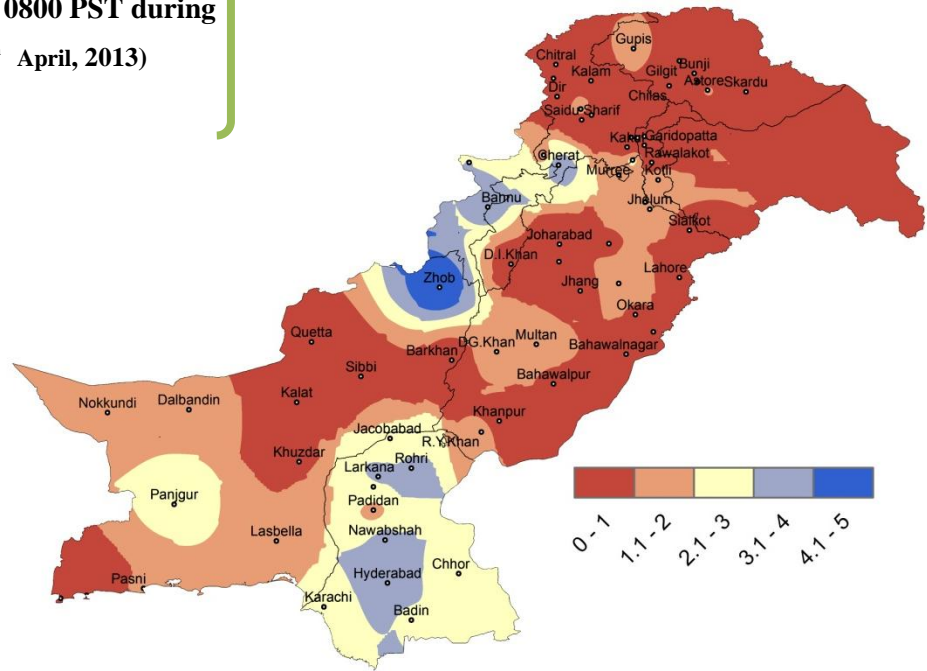 0800 PST during
April, 2013)
Gupis
Chitral
Bunji
Kalam
Gilgit
Astore Skardu
Dir
Chilas
Saidu Sharif
Garidopatta
Cherat
Rawalakot
Murree
Kotli
Bannu
Jhelum
Sialkot
Joharabad
D.I.Khan
Lahore
Zhob
Jhang
Okara
Quetta
Multan
DG.Khan
Barkhan
Bahawalnagar
Sibbi
Bahawalpur
Nokkundi
Dalbandin
Kalat
Khanpur
Jacobabad
R.Y.Khan
Khuzdar
Rohri
Larkana
Panjgur
Padidan
Lasbella
Nawabshah
Chhor
Pasni
Hyderabad
Karachi
Badin
0 - 1
1.1 - 2
2.1 - 3
3.1 - 4
4.1 - 5